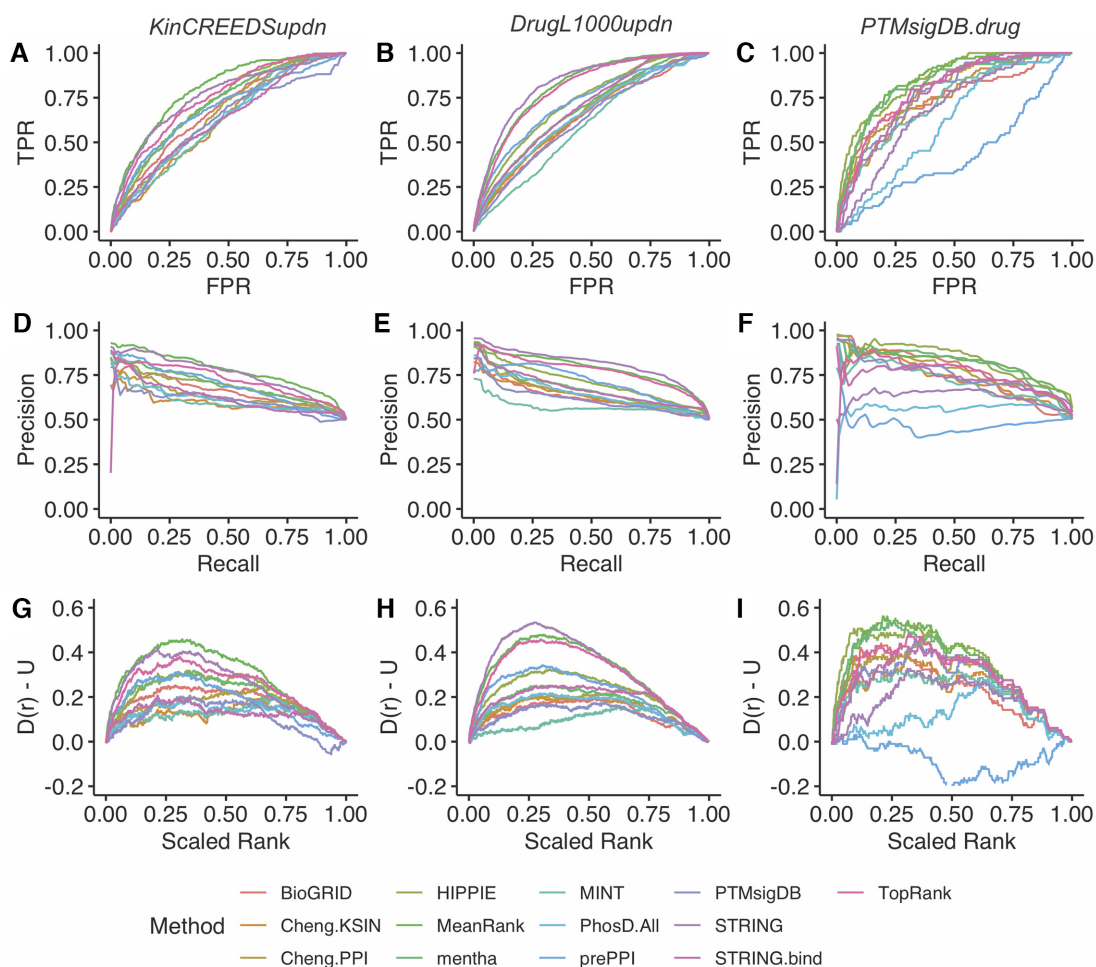 KinCREEDSupdn DrugL1000updn PTMsigDB.drug
A B C
1.00 1.00 1.00
0.75 0.75 0.75
TPR TPR TPR
0.50 0.50 0.50
0.25 0.25 0.25
0.00 0.00 0.00
0.00 0.25 0.50 0.75 1.00 0.00 0.25 0.50 0.75 1.00 0.00 0.25 0.50 0.75 1.00
FPR FPR FPR
D E F
1.00 1.00 1.00
0.75 0.75 0.75
Precision Precision Precision
0.50 0.50 0.50
0.25 0.25 0.25
0.00 0.00 0.00
0.00 0.25 0.50 0.75 1.00 0.00 0.25 0.50 0.75 1.00 0.00 0.25 0.50 0.75 1.00
Recall Recall Recall
G H I
0.6 0.6 0.6
0.4 0.4 0.4
D(r) - U D(r) - U D(r) - U
0.2 0.2 0.2
0.0 0.0 0.0
-0.2 -0.2 -0.2
0.00 0.25 0.50 0.75 1.00 0.00 0.25 0.50 0.75 1.00 0.00 0.25 0.50 0.75 1.00
Scaled Rank Scaled Rank Scaled Rank
BioGRID HIPPIE MINT PTMsigDB TopRank
Method Cheng.KSIN MeanRank PhosD.All STRING
Cheng.PPI mentha prePPI STRING.bind